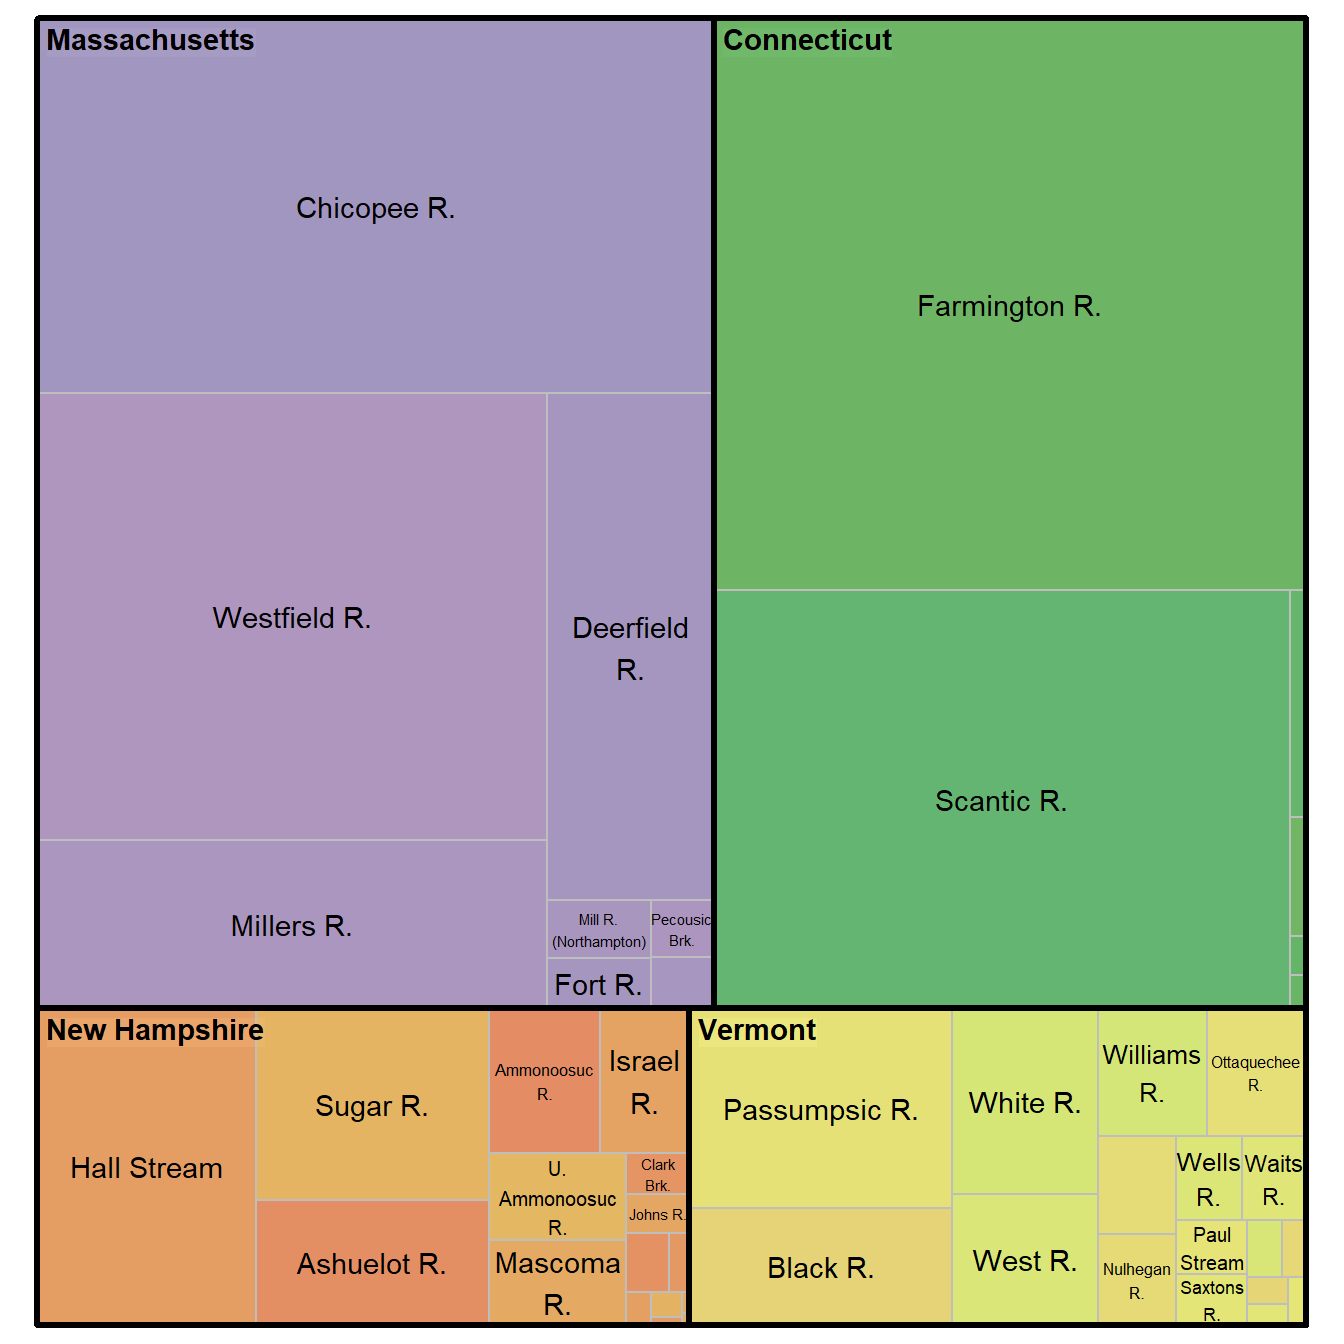 Massachusetts
Chicopee R.
Westfield R.
Deerfield
R.
Millers R.
Mill R.
(Northampton)
Pecousic
Brk.
Fort R.
Connecticut
Farmington R.
Scantic R.
New Hampshire
Hall Stream
Sugar R.
Ashuelot R.
Ammonoosuc
R.
Israel
R.
U.
Ammonoosuc
R.
Clark
Brk.
Johns R.
Mascoma
R.
Vermont
Passumpsic R.
Black R.
White R.
West R.
Williams
R.
Ottaquechee
R.
Wells
R.
Waits
R.
Nulhegan
R.
Paul
Stream
Saxtons
R.